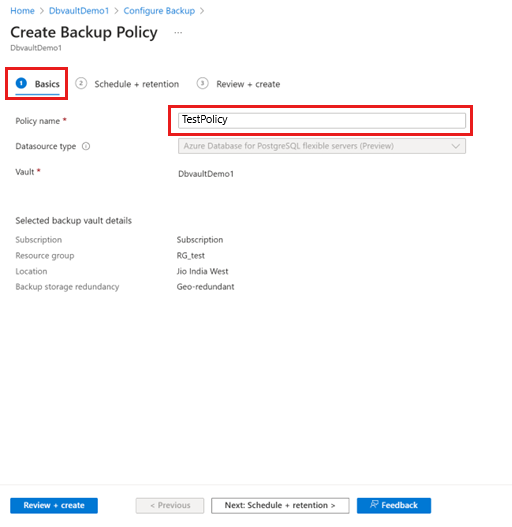 Home > DbvaultDemo1 > Configure Backup >
Create Backup Policy ...
DbvaultDemo1
1 Basics 2 Schedule + retention 3 Review + create
Policy name * TestPolicy
Datasource type Azure Database for PostgreSQL flexible servers (Preview)
Vault * DbvaultDemo1
Selected backup vault details
Subscription Subscription
Resource group RG_test
Location Jio India West
Backup storage redundancy Geo-redundant
Review + create < Previous Next: Schedule + retention > Feedback